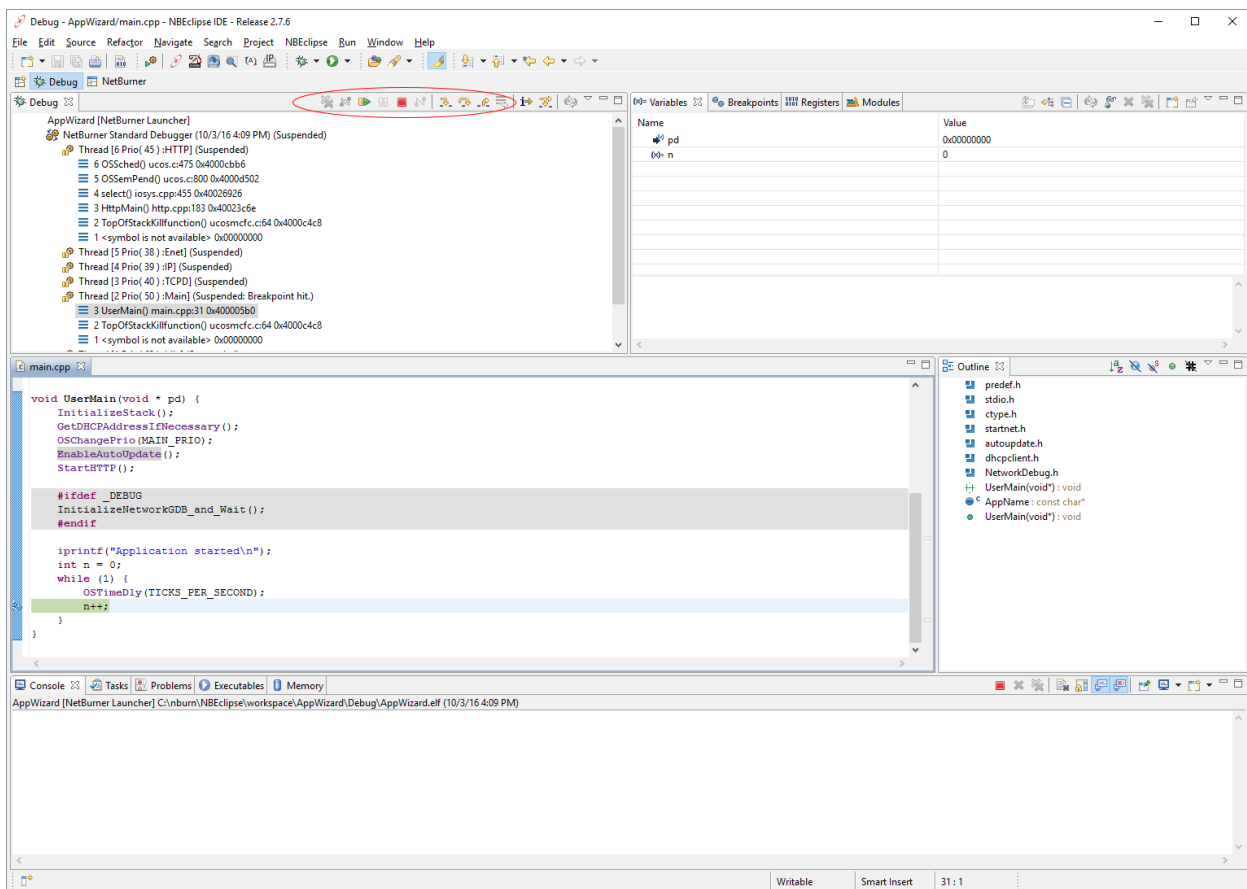 Debug - AppWizard/main.cpp - NBEclipse IDE - Release 2.7.6
File Edit Source Refactor Navigate Search Project NBEclipse Run Window Help
Debug NetBurner
Debug
AppWizard [NetBurner Launcher]
NetBurner Standard Debugger (10/3/16 4:09 PM) (Suspended)
Thread [6 Prio( 45 ) :HTTP] (Suspended)
6 OSSched() ucos.c:475 0x4000cbb6
5 OSSemPend() ucos.c:800 0x4000d502
4 select() iosys.cpp:455 0x40026926
3 HttpMain() http.cpp:183 0x40023c6e
2 TopOfStackKillfunction() ucosmcfc.c:64 0x4000c4c8
1 <symbol is not available> 0x00000000
Thread [5 Prio( 38 ) :Enet] (Suspended)
Thread [4 Prio( 39 ) :IP] (Suspended)
Thread [3 Prio( 40 ) :TCPD] (Suspended)
Thread [2 Prio( 50 ) :Main] (Suspended: Breakpoint hit.)
3 UserMain() main.cpp:31 0x400005b0
2 TopOfStackKillfunction() ucosmcfc.c:64 0x4000c4c8
1 <symbol is not available> 0x00000000
(x)= Variables Breakpoints Registers Modules
Name Value
pd 0x00000000
(x)= n 0
main.cpp
void UserMain(void * pd) {
InitializeStack();
GetDHCPAddressIfNecessary();
OSChangePrio(MAIN_PRIO);
EnableAutoUpdate();
StartHTTP();
#ifdef _DEBUG
InitializeNetworkGDB_and_Wait();
#endif
iprintf("Application started\n");
int n = 0;
while (1) {
OSTimeDly(TICKS_PER_SECOND);
n++;
}
}
Outline
predef.h
stdio.h
ctype.h
startnet.h
autoupdate.h
dhcpclient.h
NetworkDebug.h
UserMain(void*) : void
AppName : const char*
UserMain(void*) : void
Console Tasks Problems Executables Memory
AppWizard [NetBurner Launcher] C:\nburn\NBEclipse\workspace\AppWizard\Debug\AppWizard.elf (10/3/16 4:09 PM)
Writable Smart Insert 31 : 1